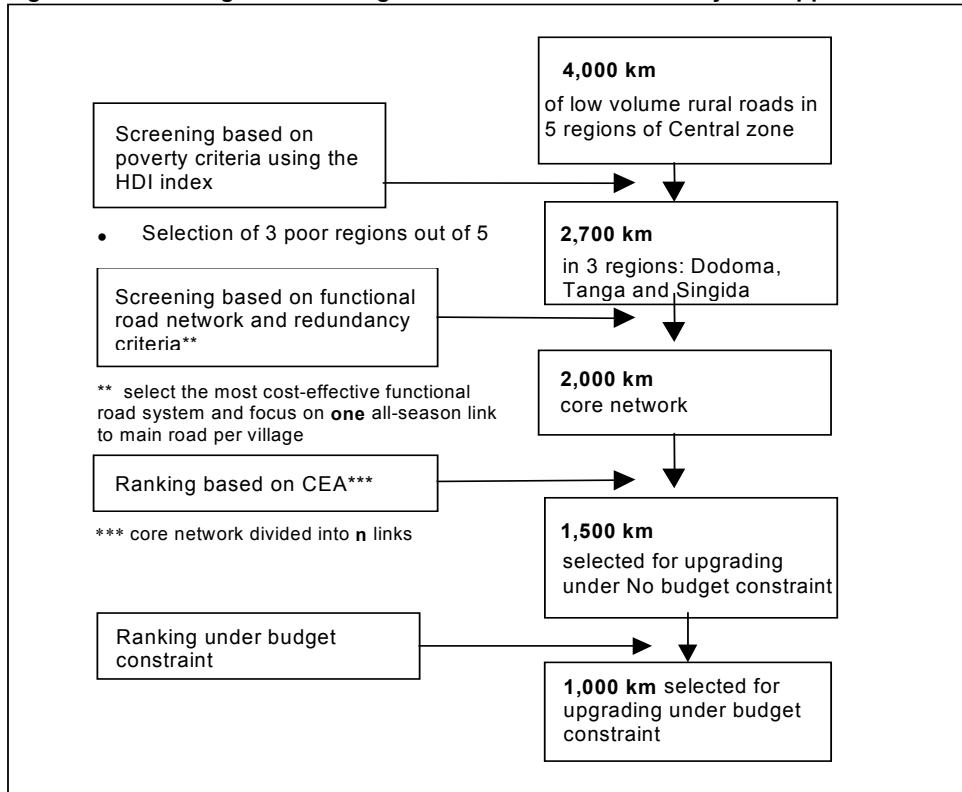 4,000 km
of low volume rural roads in
5 regions of Central zone
Screening based on
poverty criteria using the
HDI index
• Selection of 3 poor regions out of 5
2,700 km
in 3 regions: Dodoma,
Tanga and Singida
Screening based on functional
road network and redundancy
criteria**
** select the most cost-effective functional
road system and focus on one all-season link
to main road per village
2,000 km
core network
Ranking based on CEA***
*** core network divided into n links
1,500 km
selected for upgrading
under No budget constraint
Ranking under budget
constraint
1,000 km selected for
upgrading under budget
constraint